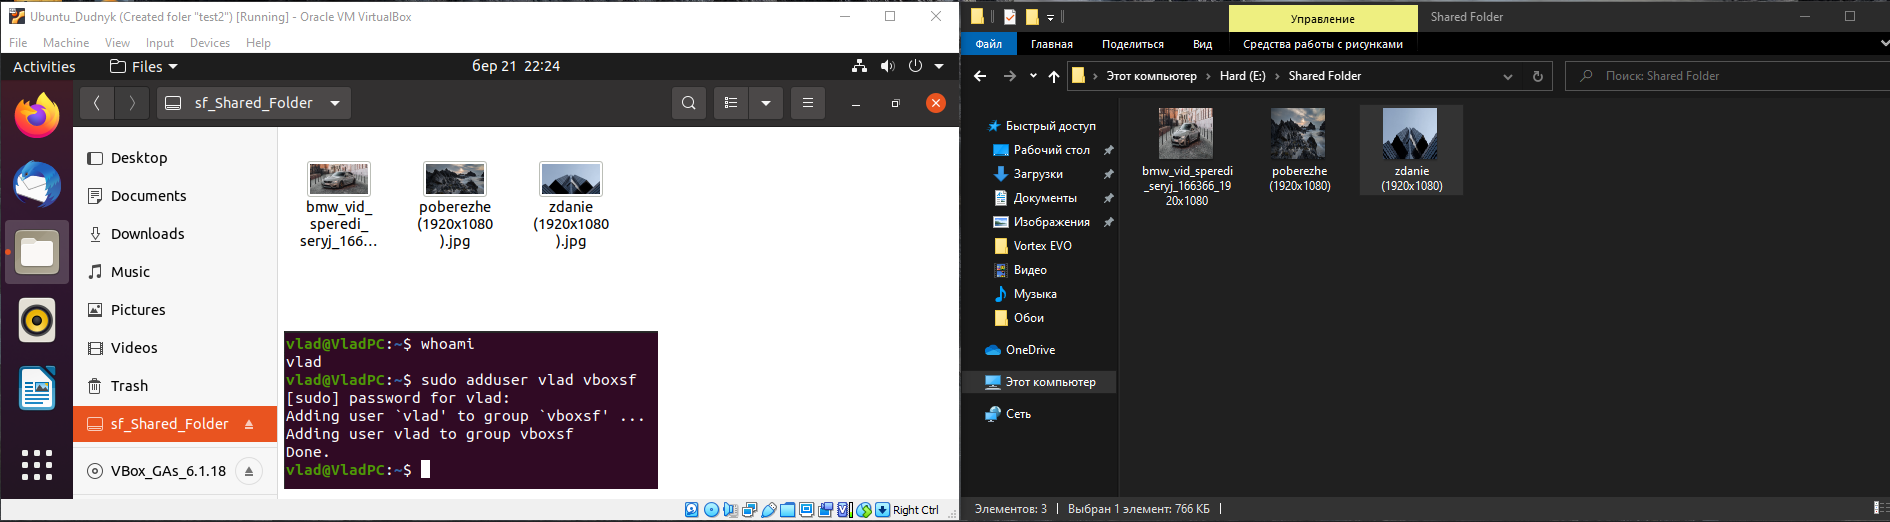 Ubuntu_Dudnyk (Created foler "test2") [Running] - Oracle VM VirtualBox
File Machine View Input Devices Help
Activities Files бер 21 22:24
sf_Shared_Folder
Desktop
Documents
Downloads
Music
Pictures
Videos
Trash
sf_Shared_Folder
VBox_GAs_6.1.18
bmw_vid_
speredi_
seryj_166...
poberezhe
(1920x1080
).jpg
zdanie
(1920x1080
).jpg
vlad@VladPC:~$ whoami
vlad
vlad@VladPC:~$ sudo adduser vlad vboxsf
[sudo] password for vlad:
Adding user `vlad' to group `vboxsf' ...
Adding user vlad to group vboxsf
Done.
vlad@VladPC:~$
Right Ctrl
Управление Shared Folder
Файл Главная Поделиться Вид Средства работы с рисунками
Этот компьютер Hard (E:) Shared Folder
Поиск: Shared Folder
Быстрый доступ
Рабочий стол
Загрузки
Документы
Изображения
Vortex EVO
Видео
Музыка
Обои
OneDrive
Этот компьютер
Сеть
bmw_vid_speredi
_seryj_166366_19
20x1080
poberezhe
(1920x1080)
zdanie
(1920x1080)
Элементов: 3 Выбран 1 элемент: 766 КБ